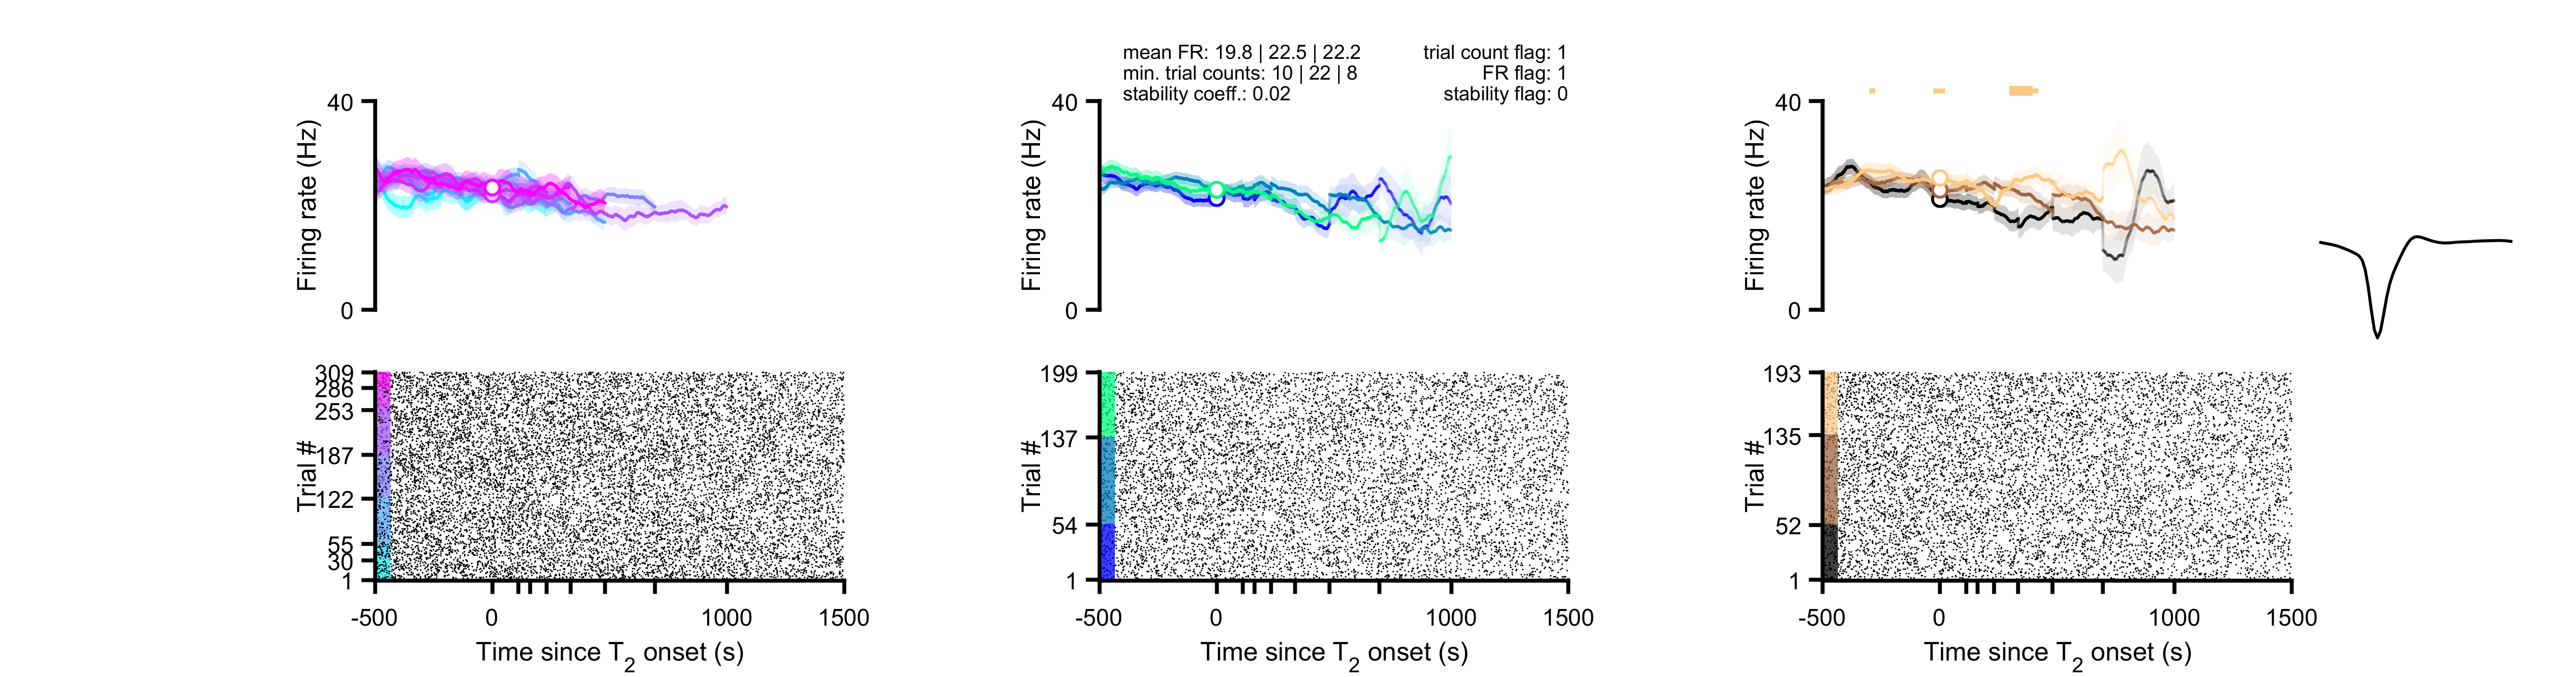 mean FR: 19.8 | 22.5 | 22.2
min. trial counts: 10 | 22 | 8
stability coeff.: 0.02
trial count flag: 1
FR flag: 1
stability flag: 0
40
0
Firing rate (Hz)
309
286
253
187
122
55
30
1
Trial #
-500
0
1000
1500
Time since T2 onset (s)
40
0
Firing rate (Hz)
199
137
54
1
Trial #
-500
0
1000
1500
Time since T2 onset (s)
40
0
Firing rate (Hz)
193
135
52
1
Trial #
-500
0
1000
1500
Time since T2 onset (s)